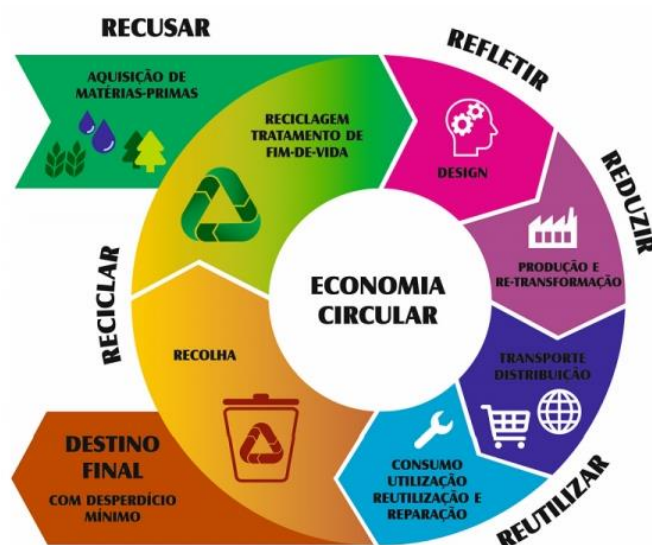 RECUSAR
AQUISIÇÃO DE
MATÉRIAS-PRIMAS
RECICLAGEM
TRATAMENTO DE
FIM-DE-VIDA
REFLETIR
DESIGN
REDUZIR
PRODUÇÃO E
RE-TRANSFORMAÇÃO
ECONOMIA
CIRCULAR
TRANSPORTE
DISTRIBUIÇÃO
REUTILIZAR
CONSUMO
UTILIZAÇÃO
REUTILIZAÇÃO E
REPARAÇÃO
RECICLAR
RECOLHA
DESTINO
FINAL
COM DESPERDÍCIO
MÍNIMO